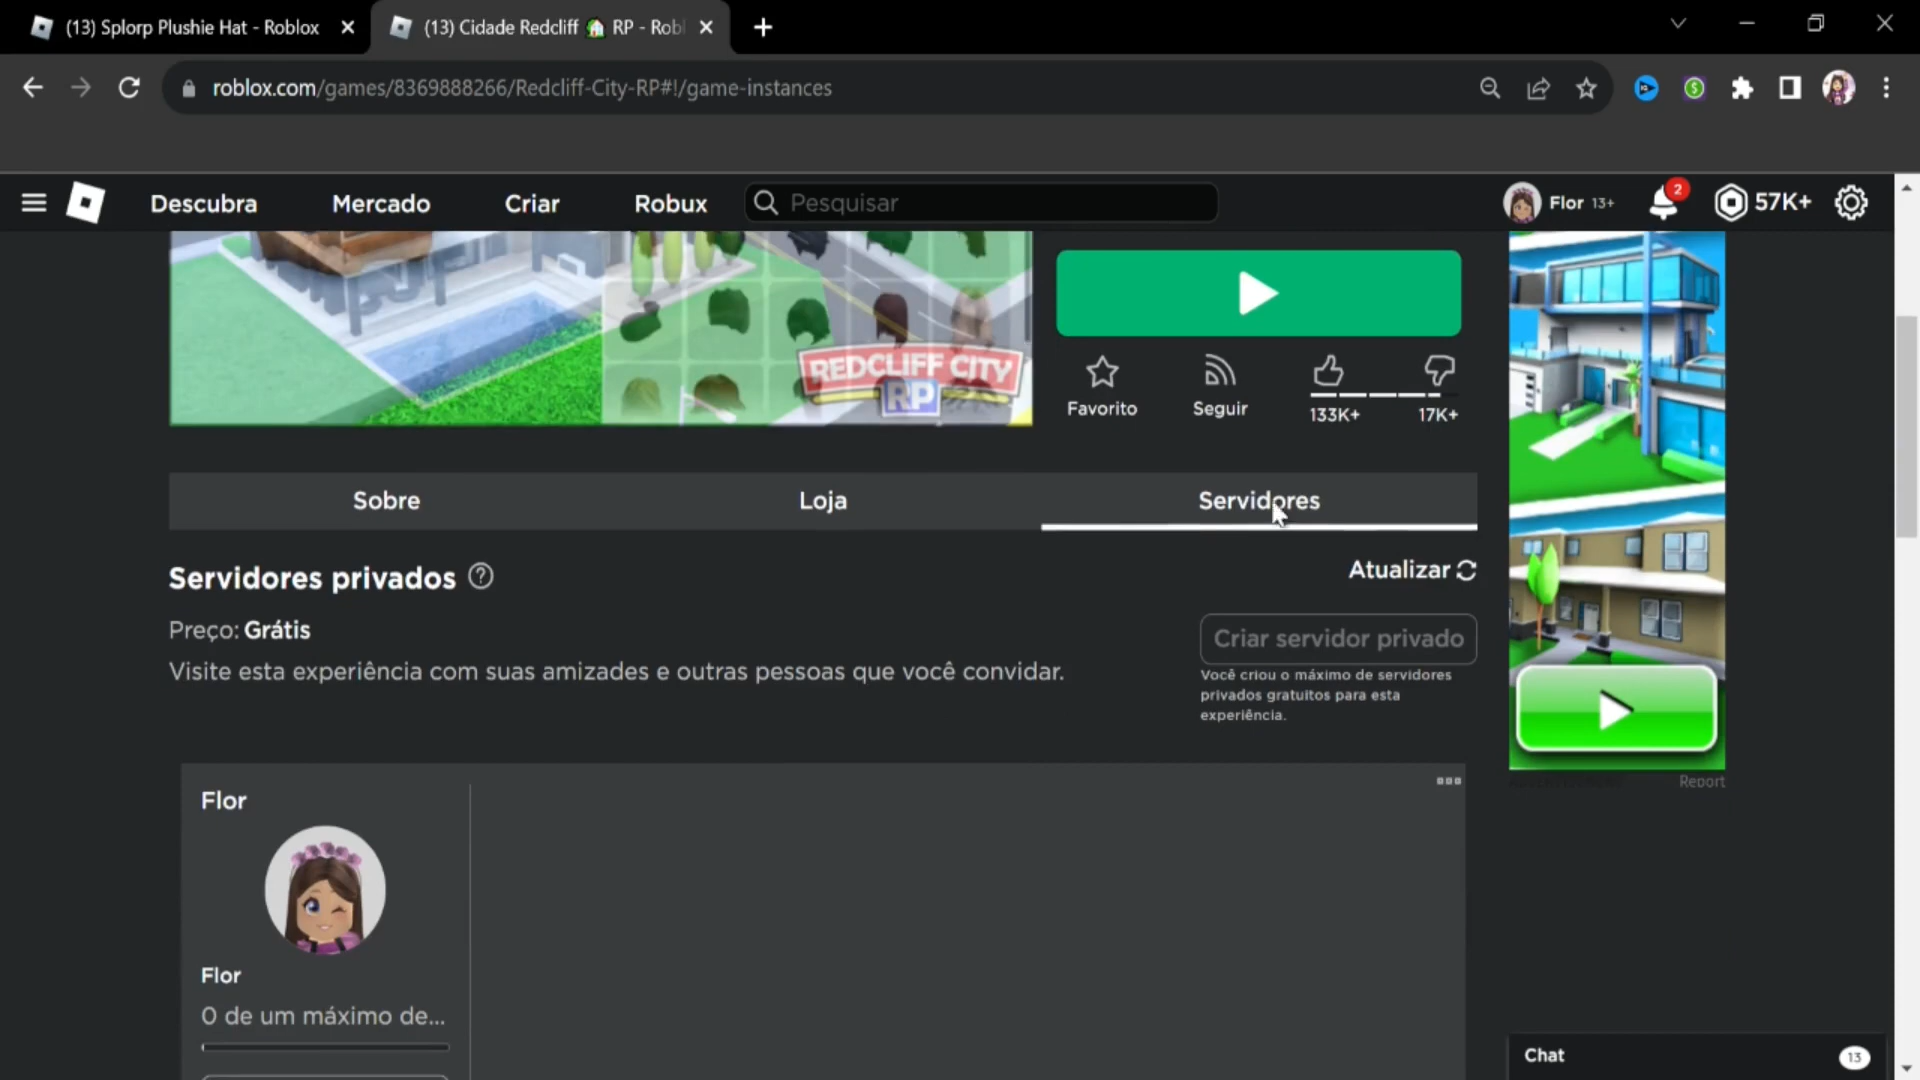 (13) Splorp Plushie Hat - Roblox
(13) Cidade Redcliff 🏠 RP - Robl
roblox.com/games/8369888266/Redcliff-City-RP#!/game-instances
Descubra
Mercado
Criar
Robux
Pesquisar
Flor 13+
2
57K+
REDCLIFF CITY
RP
Favorito
Seguir
133K+
17K+
Sobre
Loja
Servidores
Servidores privados
Atualizar
Preço: Grátis
Criar servidor privado
Visite esta experiência com suas amizades e outras pessoas que você convidar.
Você criou o máximo de servidores
privados gratuitos para esta
experiência.
Report
Flor
Flor
0 de um máximo de...
Chat
13